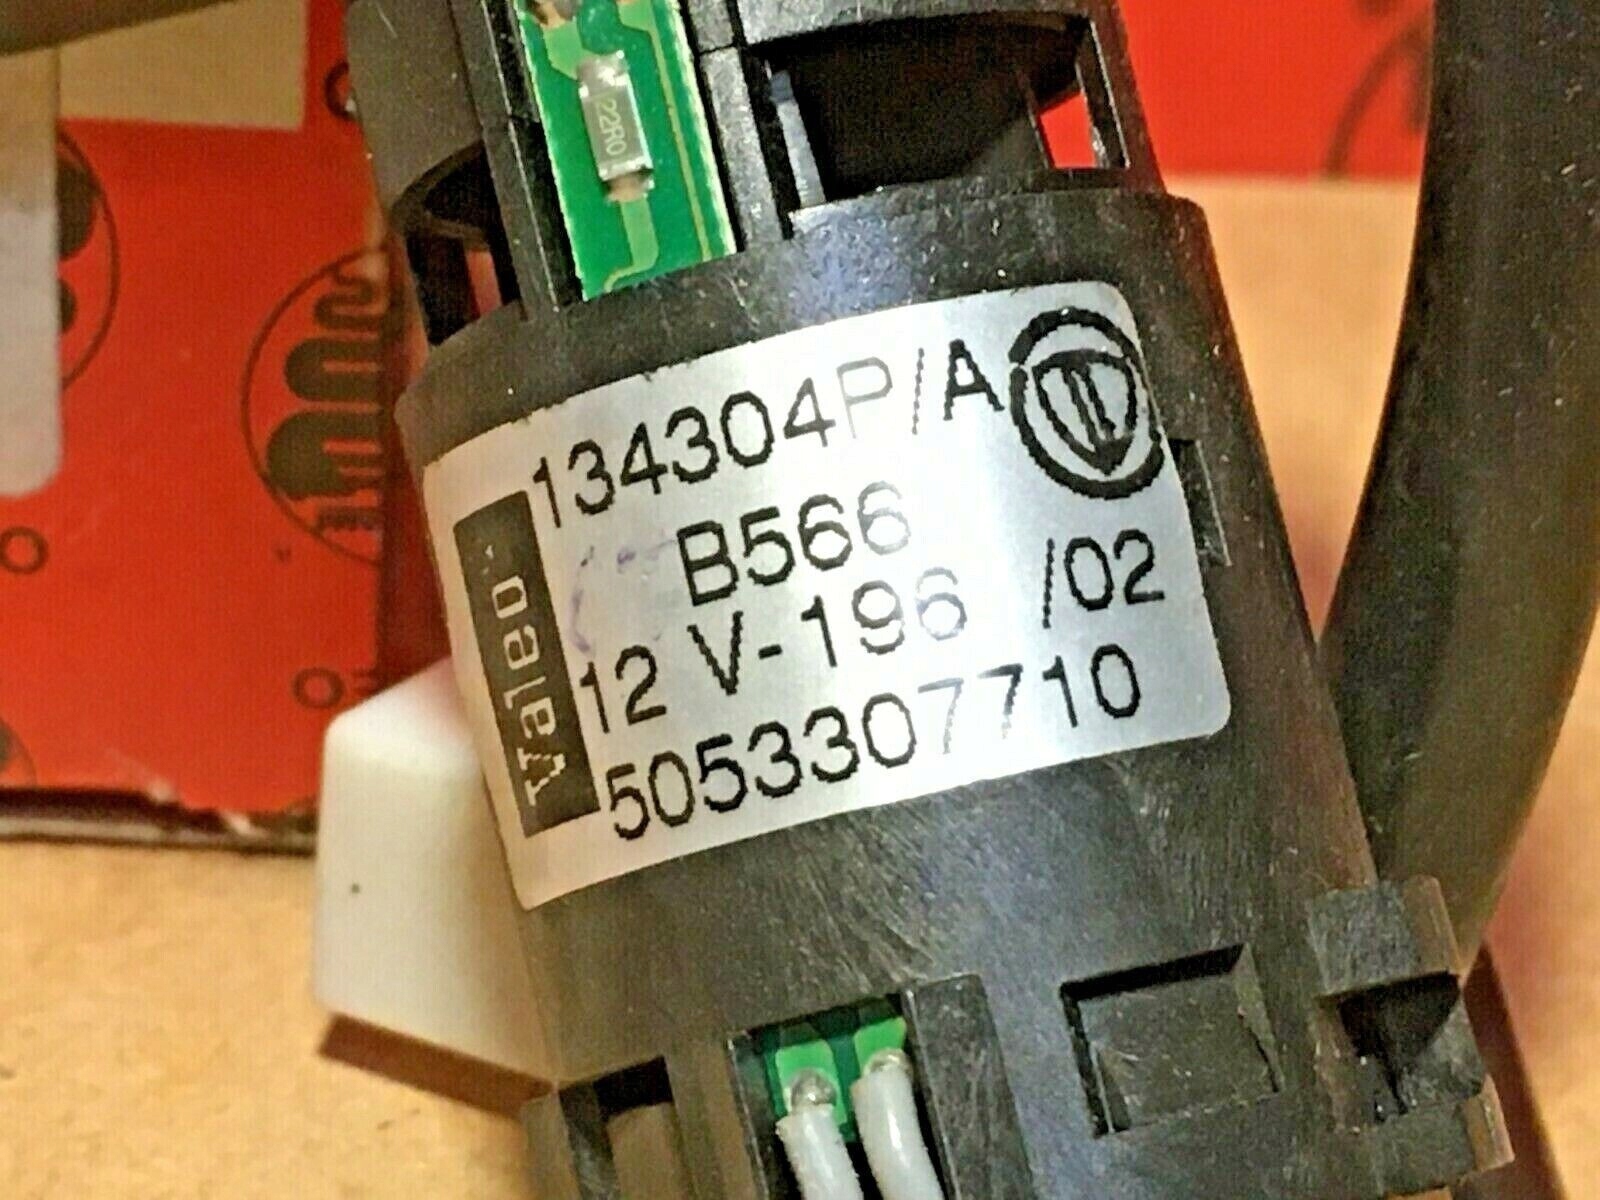 22R0
134304P/A
B566
12 V-196 /02
5053307710
Valeo